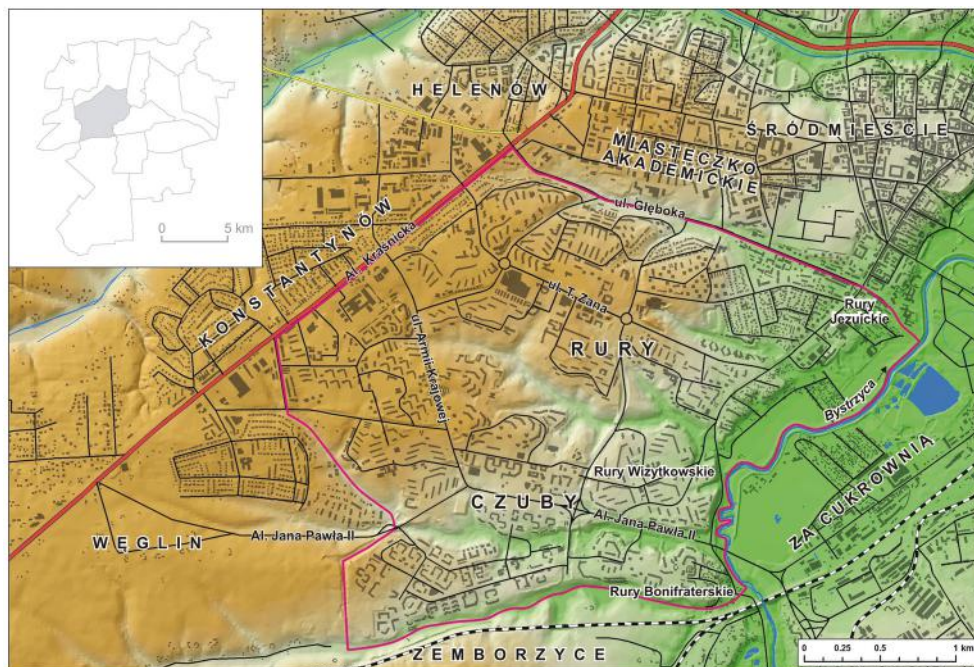 0 5 km
HELENÓW
ŚRÓDMIEŚCIE
MIASTECZKO
AKADEMICKIE
ul. Głęboka
KONSTANTYNÓW
Al. Kraśnicka
ul. T. Zana
Rury
Jezuickie
ul. Armii Krajowej
RURY
Bystrzyca
Rury Wizytkowskie
CZUBY
ZA CUKROWNIA
WĘGLIN
Al. Jana Pawła II
Al. Jana Pawła II
Rury Bonifraterskie
ZEMBORZYCE
0 0.25 0.5 1 km